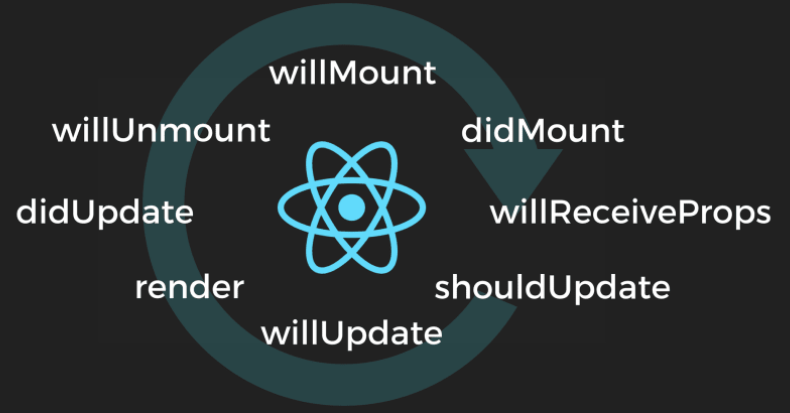 willMount
willUnmount
didMount
didUpdate
willReceiveProps
render
shouldUpdate
willUpdate